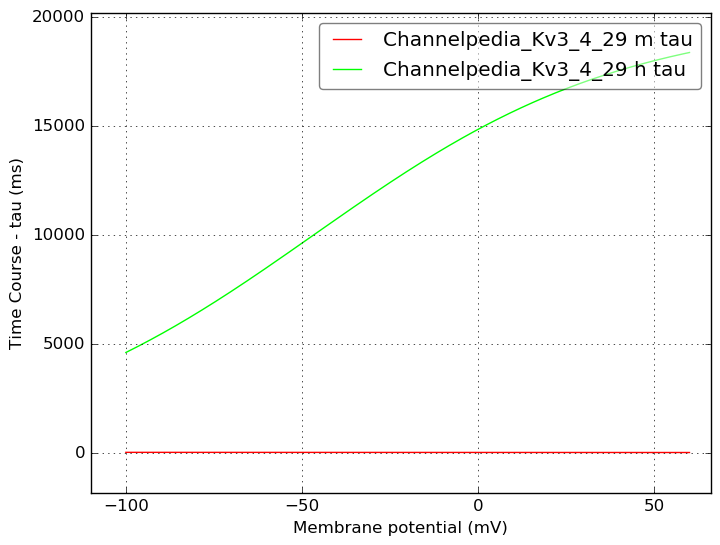 Channelpedia_Kv3_4_29 m tau
Channelpedia_Kv3_4_29 h tau
Time Course - tau (ms)
20000
15000
10000
5000
0
−100
−50
0
50
Membrane potential (mV)